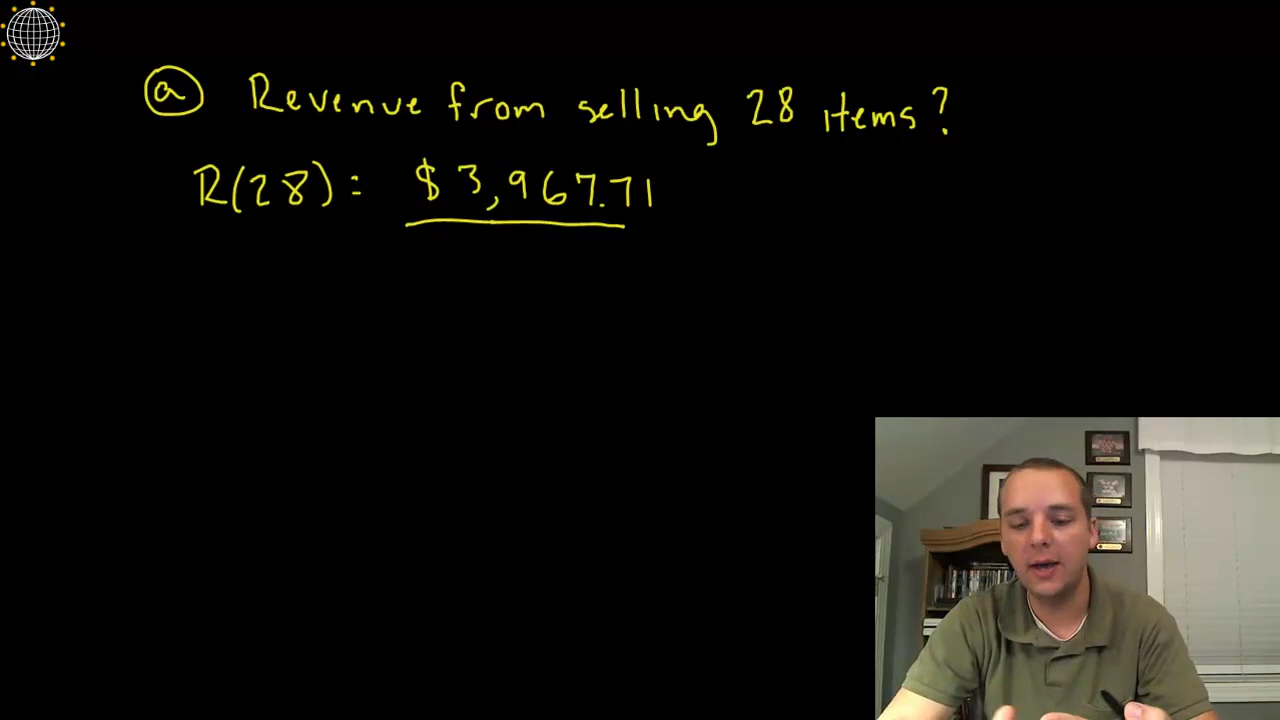 ⓐ Revenue from selling 28 items?
R(28) = $3,967.71